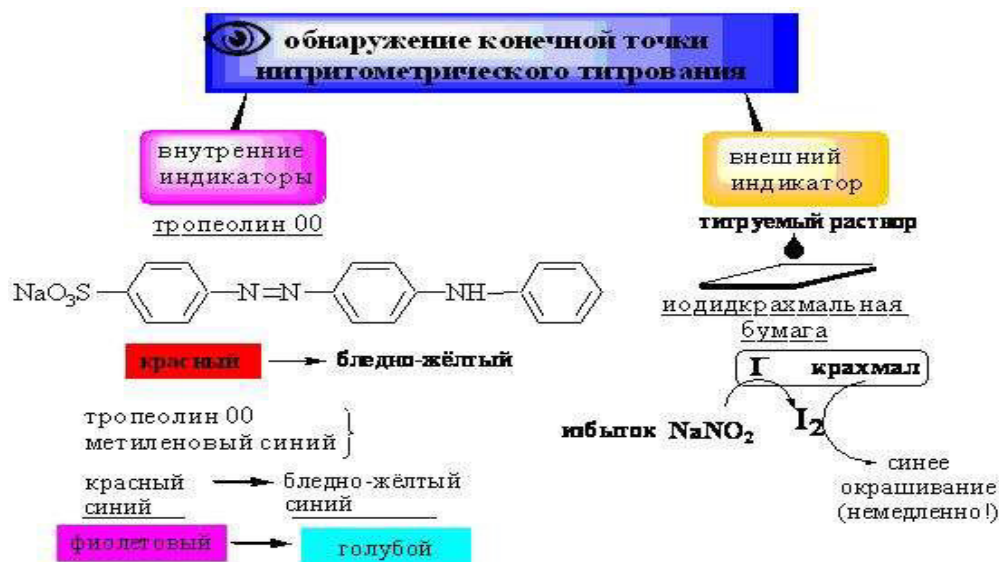 обнаружение конечной точки
нитритометрического титрования
внутренние
индикаторы
тропеолин 00
NaO₃S
N=N
NH
красный → бледно-жёлтый
тропеолин 00
метиленовый синий
красный → бледно-жёлтый
синий синий
фиолетовый → голубой
внешний
индикатор
титруемый раствор
иодидкрахмальная
бумага
I⁻ крахмал
избыток NaNO₂ I₂
синее
окрашивание
(немедленно!)